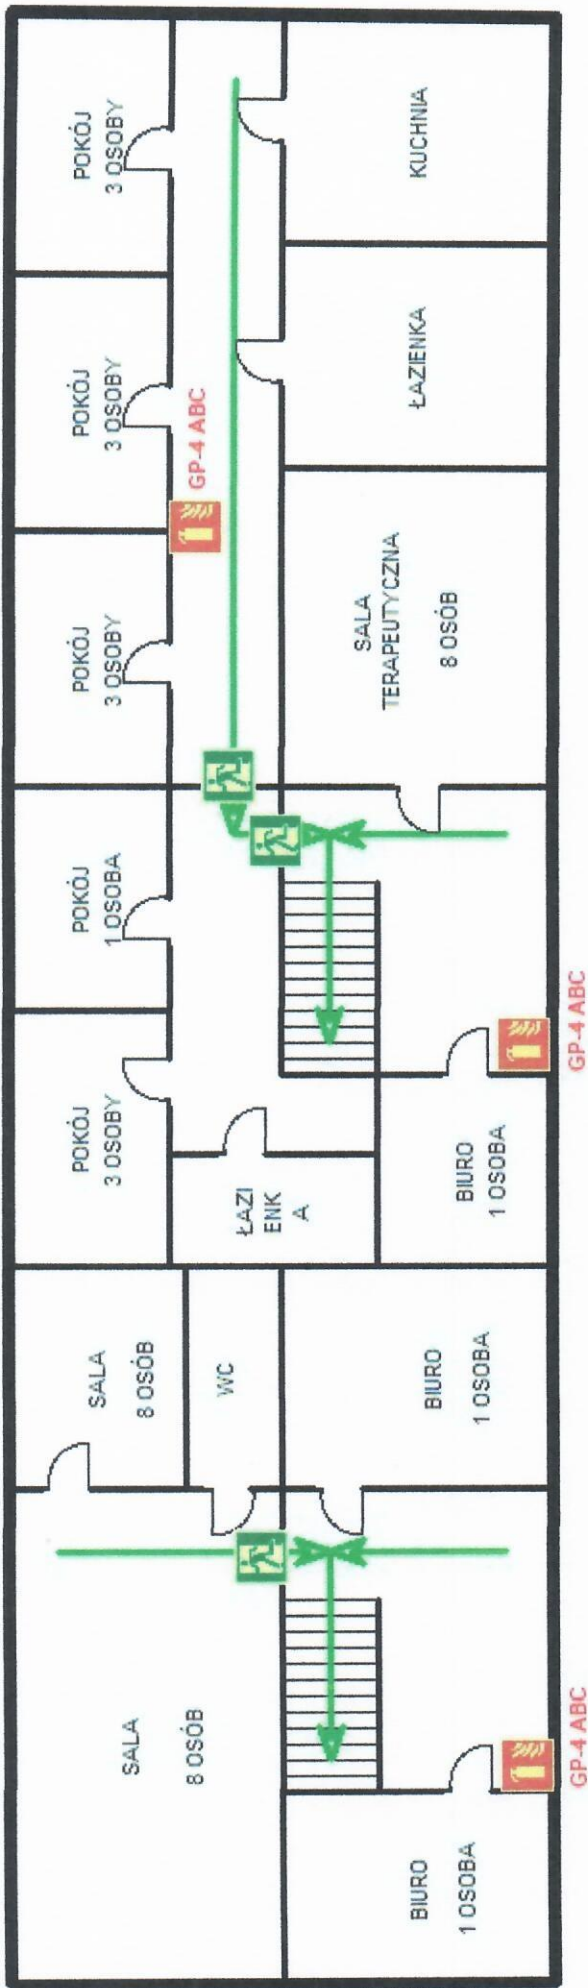 SALA
8 OSÓB
SALA
8 OSÓB
POKÓJ
3 OSOBY
POKÓJ
1 OSOBA
POKÓJ
3 OSOBY
POKÓJ
3 OSOBY
POKÓJ
3 OSOBY
GP-4 ABC
WC
ŁAZI
ENK
A
BIURO
1 OSOBA
BIURO
1 OSOBA
BIURO
1 OSOBA
SALA
TERAPEUTYCZNA
8 OSÓB
ŁAZIENKA
KUCHNIA
GP-4 ABC
GP-4 ABC